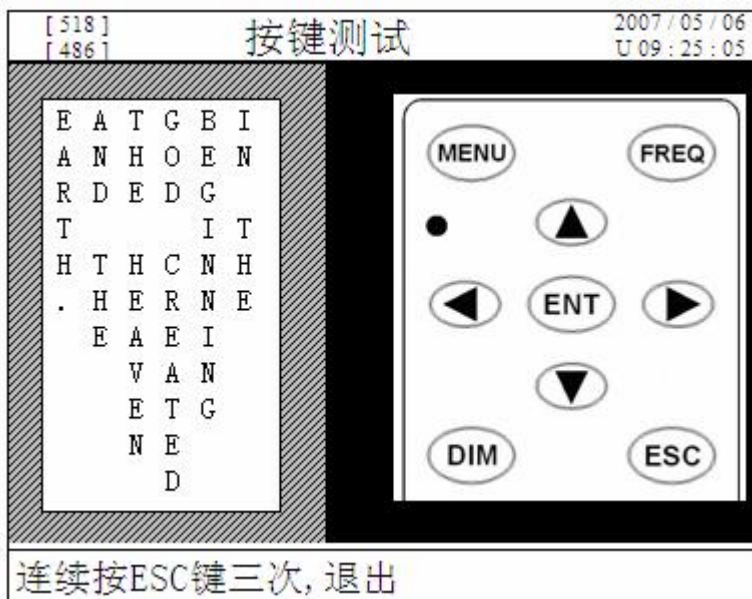 [518]
[486]
按键测试
2007/05/06
U 09:25:05
IN THE
BEGINNING
GOD CREATED
THE HEAVEN
AND THE
EARTH.
MENU
FREQ
ENT
DIM
ESC
连续按ESC键三次,退出